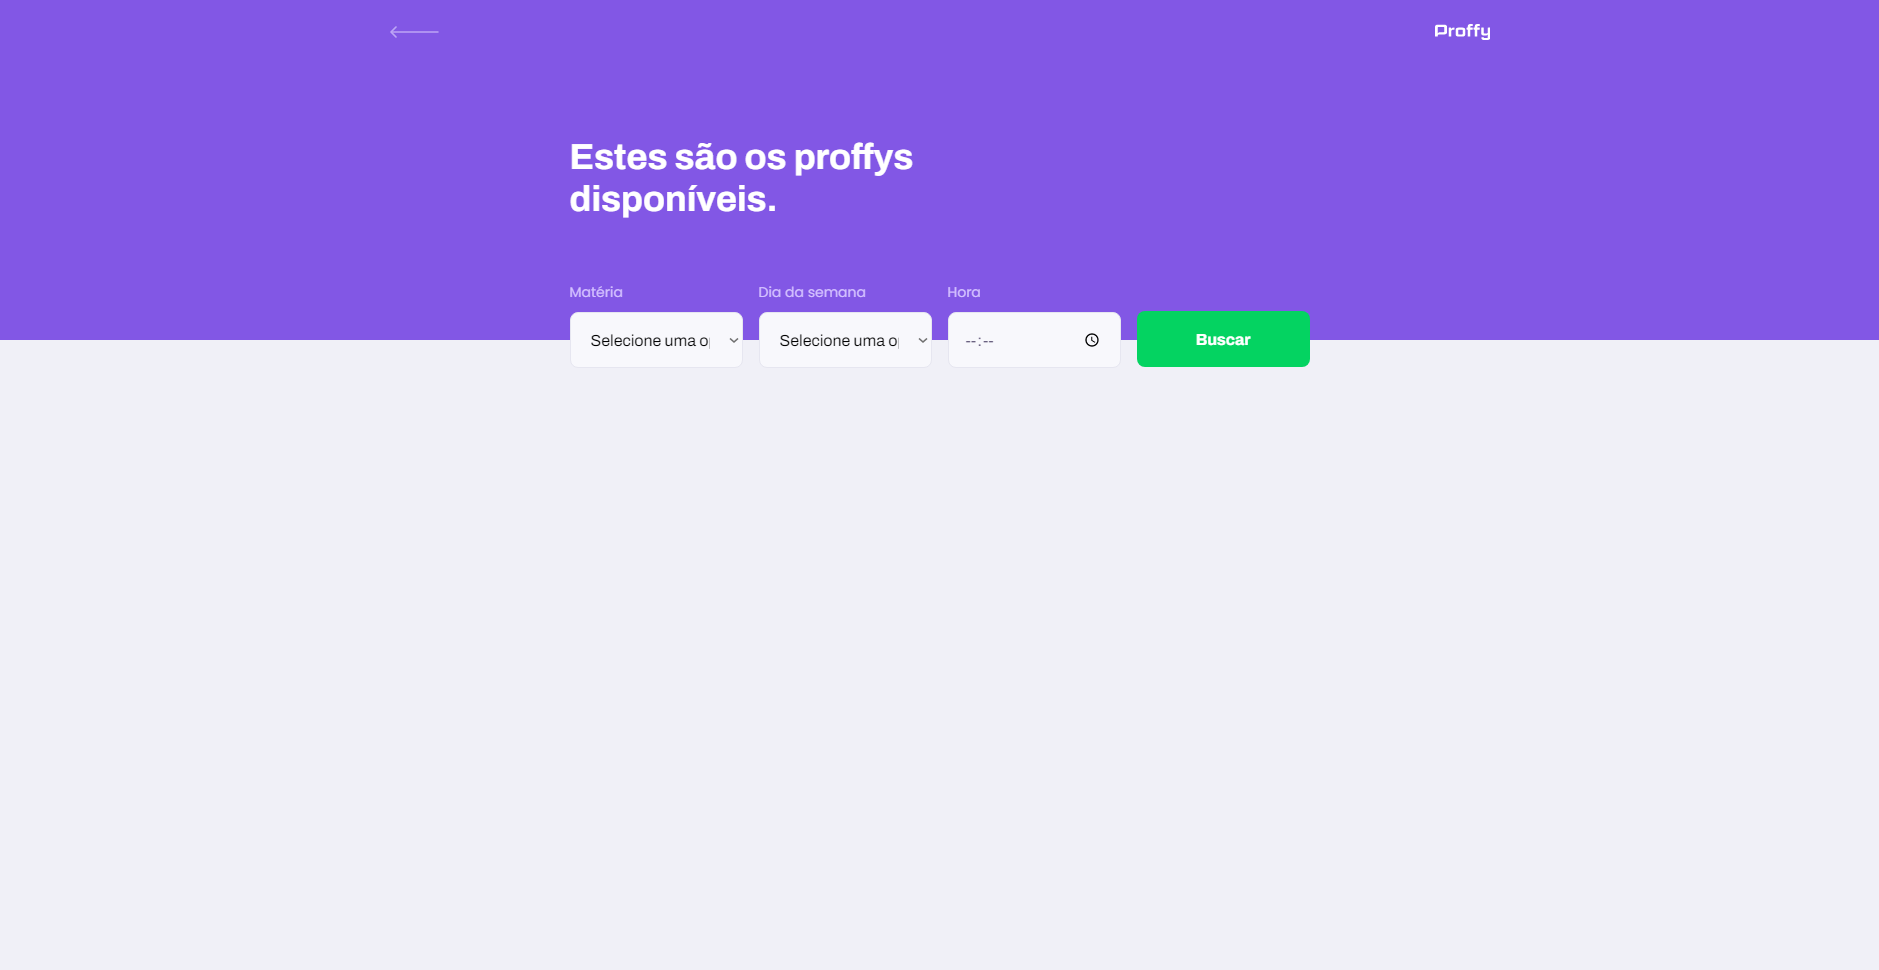 Proffy
Estes são os proffys
disponíveis.
Matéria
Dia da semana
Hora
Selecione uma o
Selecione uma o
--:--
Buscar